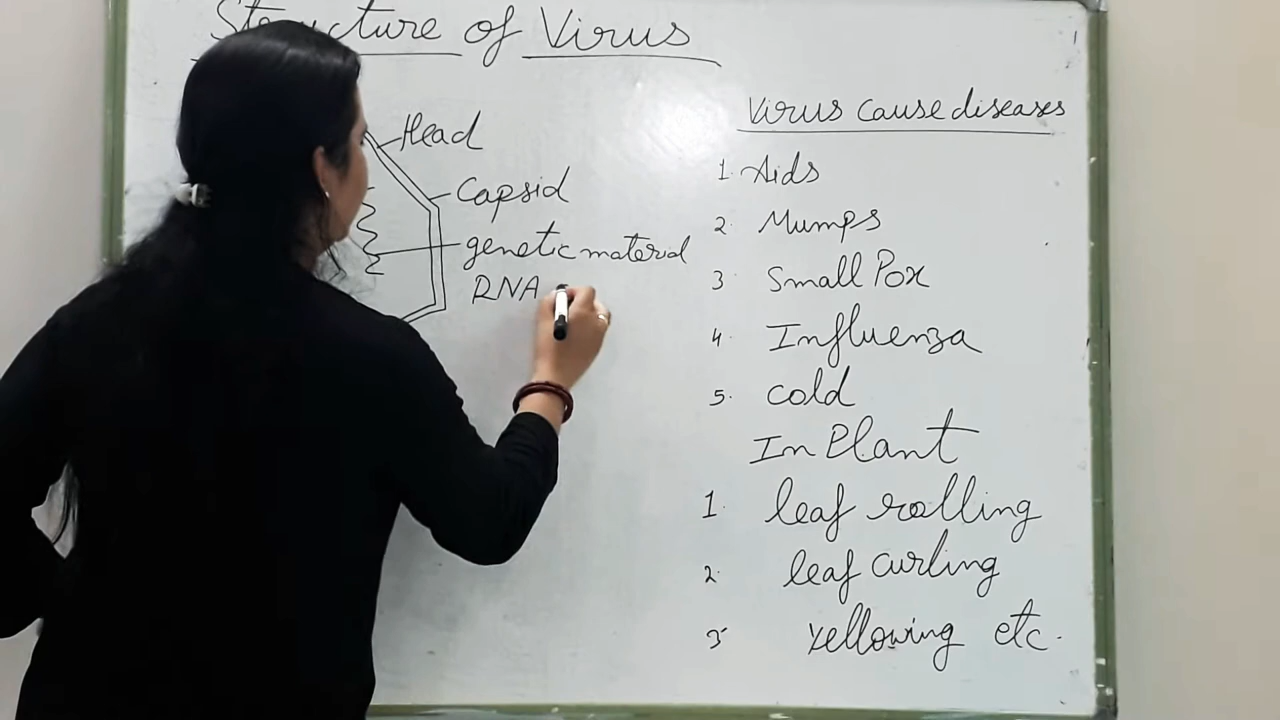 Structure of Virus
Head
Capsid
genetic material
RNA
Virus cause diseases
1. Aids
2. Mumps
3 Small Pox
4. Influenza
5. cold
In Plant
1. leaf rolling
2. leaf curling
3 Yellowing etc.